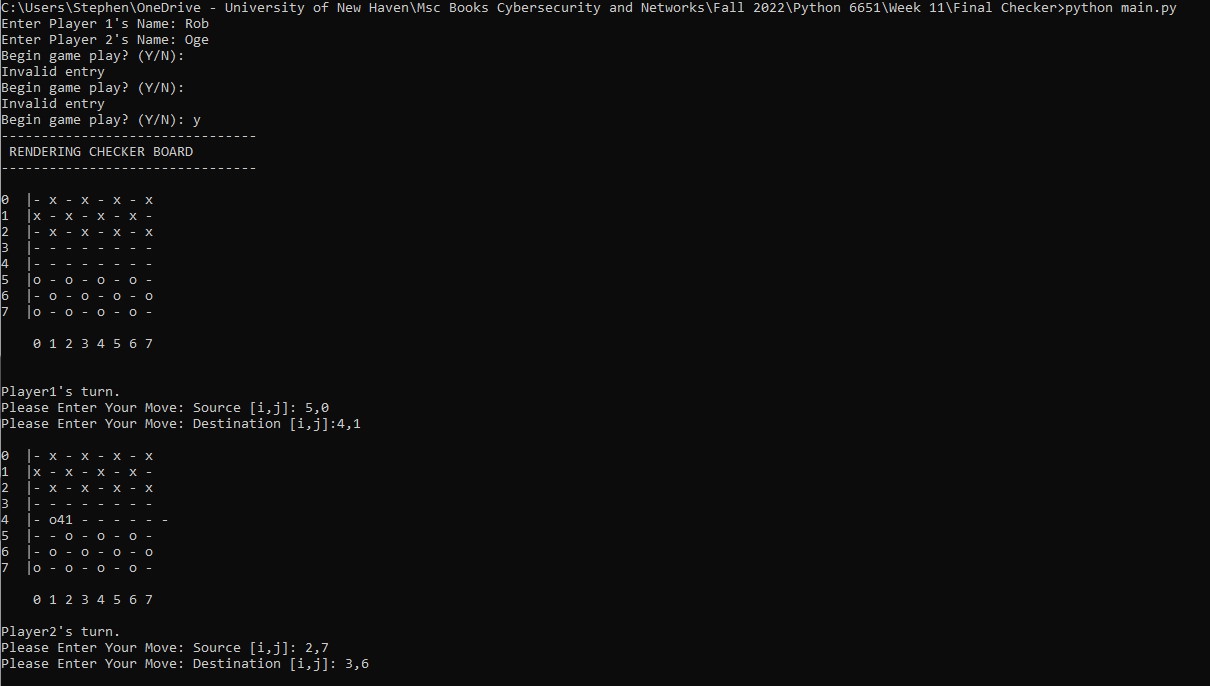 C:\Users\Stephen\OneDrive - University of New Haven\Msc Books Cybersecurity and Networks\Fall 2022\Python 6651\Week 11\Final Checker>python main.py
Enter Player 1's Name: Rob
Enter Player 2's Name: Oge
Begin game play? (Y/N):
Invalid entry
Begin game play? (Y/N):
Invalid entry
Begin game play? (Y/N): y
--------------------------------
 RENDERING CHECKER BOARD
--------------------------------
0  |- x - x - x - x
1  |x - x - x - x -
2  |- x - x - x - x
3  |- - - - - - - -
4  |- - - - - - - -
5  |o - o - o - o -
6  |- o - o - o - o
7  |o - o - o - o -
    0 1 2 3 4 5 6 7
Player1's turn.
Please Enter Your Move: Source [i,j]: 5,0
Please Enter Your Move: Destination [i,j]:4,1
0  |- x - x - x - x
1  |x - x - x - x -
2  |- x - x - x - x
3  |- - - - - - - -
4  |- o41 - - - - - -
5  |- - o - o - o -
6  |- o - o - o - o
7  |o - o - o - o -
    0 1 2 3 4 5 6 7
Player2's turn.
Please Enter Your Move: Source [i,j]: 2,7
Please Enter Your Move: Destination [i,j]: 3,6